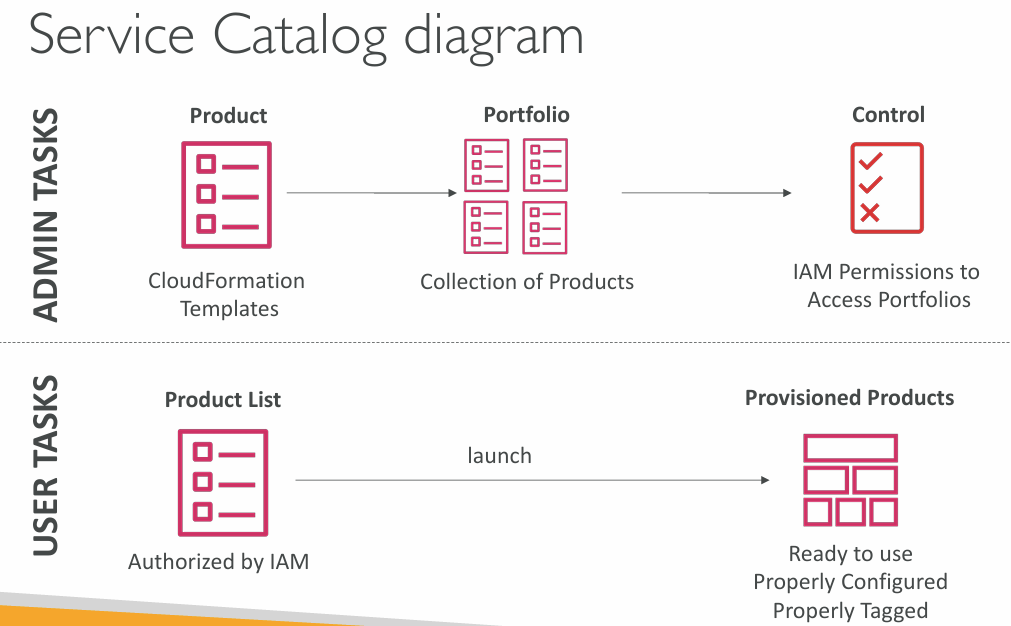 Service Catalog diagram
ADMIN TASKS
Product
Portfolio
Control
CloudFormation
Templates
Collection of Products
IAM Permissions to
Access Portfolios
USER TASKS
Product List
Provisioned Products
launch
Authorized by IAM
Ready to use
Properly Configured
Properly Tagged